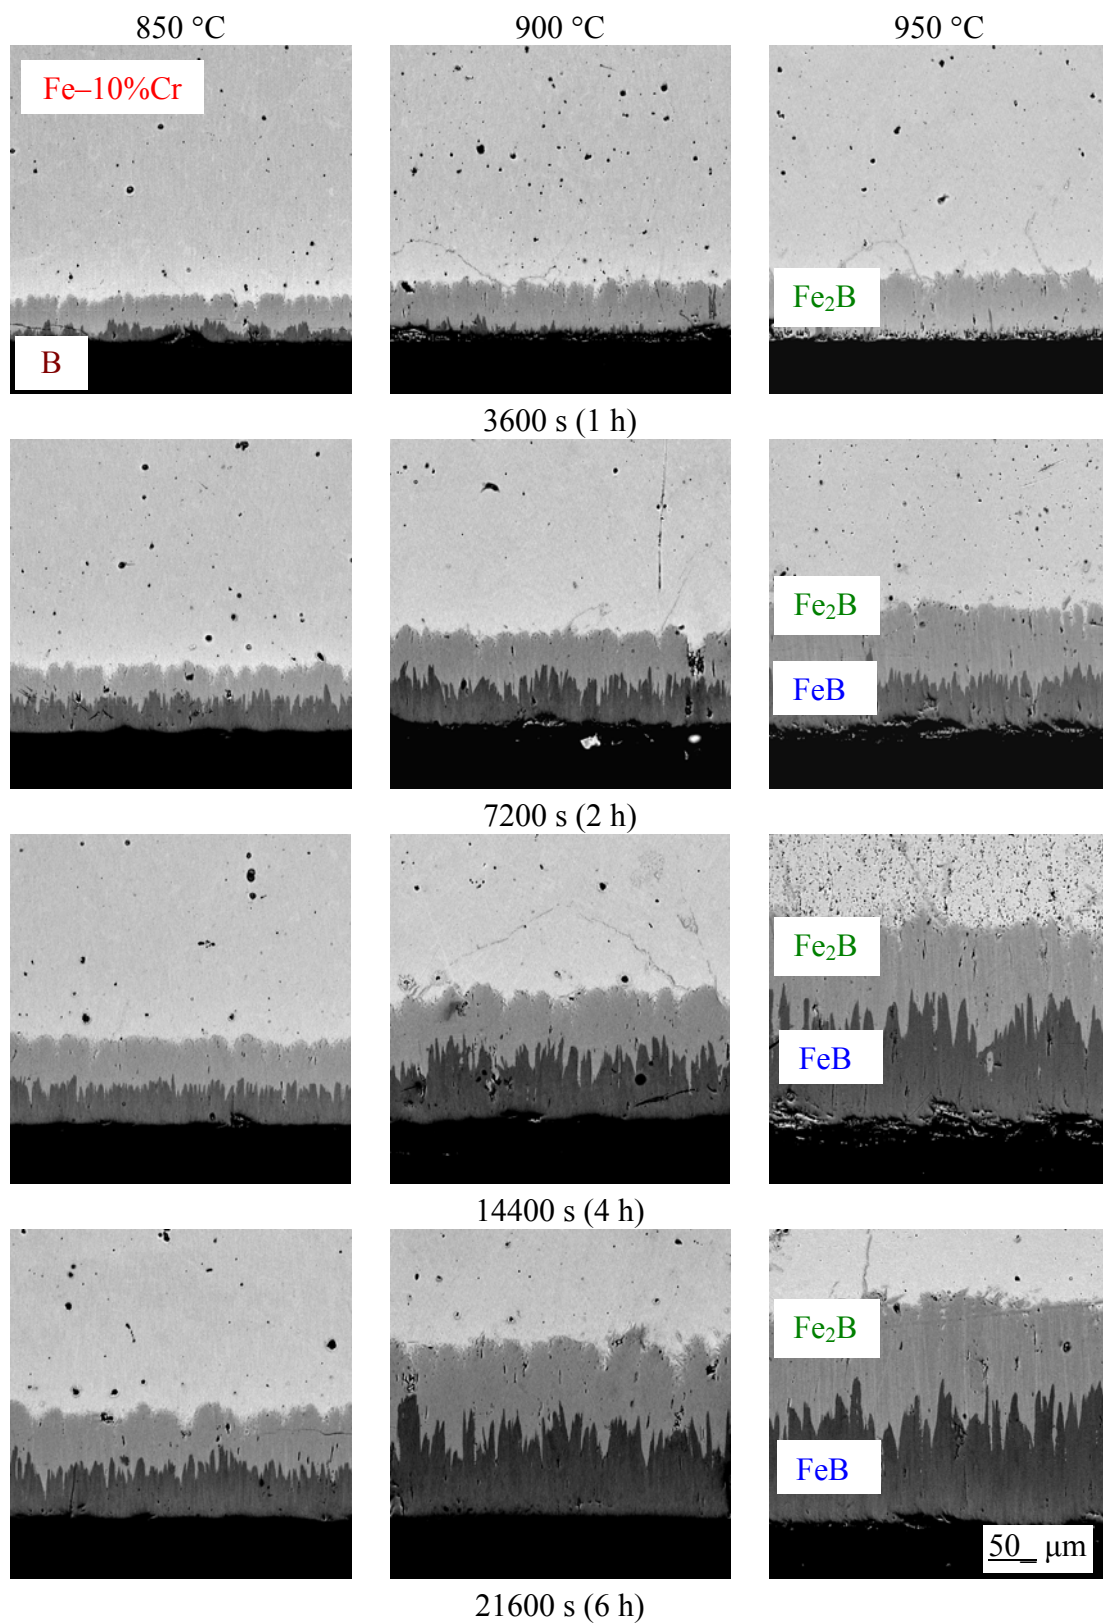 850 °C 900 °C 950 °C
Fe–10%Cr
Fe₂B
B
3600 s (1 h)
Fe₂B
FeB
7200 s (2 h)
Fe₂B
FeB
14400 s (4 h)
Fe₂B
FeB
50 μm
21600 s (6 h)